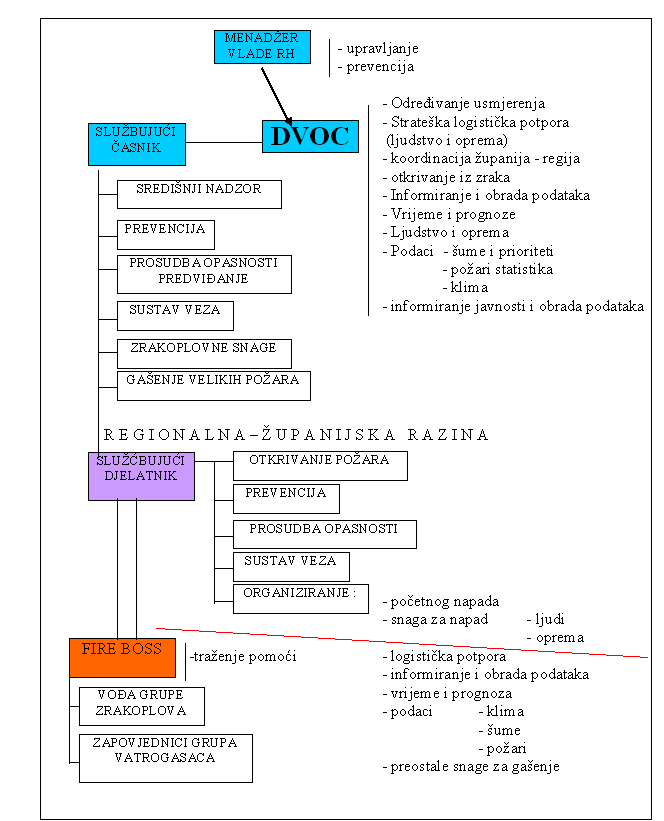 MENADŽER
VLADE RH
- upravljanje
- prevencija
SLUŽBUJUĆI
ČASNIK
DVOC
- Određivanje usmjerenja
- Strateška logistička potpora
(ljudstvo i oprema)
- koordinacija županija - regija
- otkrivanje iz zraka
- Informiranje i obrada podataka
- Vrijeme i prognoze
- Ljudstvo i oprema
- Podaci - šume i prioriteti
- požari statistika
- klima
- informiranje javnosti i obrada podataka
SREDIŠNJI NADZOR
PREVENCIJA
PROSUDBA OPASNOSTI
PREDVIĐANJE
SUSTAV VEZA
ZRAKOPLOVNE SNAGE
GAŠENJE VELIKIH POŽARA
REGIONALNA–ŽUPANIJSKA RAZINA
SLUŽĆBUJUĆI
DJELATNIK
OTKRIVANJE POŽARA
PREVENCIJA
PROSUDBA OPASNOSTI
SUSTAV VEZA
ORGANIZIRANJE :
- početnog napada
- snaga za napad - ljudi
- oprema
FIRE BOSS
-traženje pomoći
- logistička potpora
- informiranje i obrada podataka
- vrijeme i prognoza
- podaci - klima
- šume
- požari
- preostale snage za gašenje
VOĐA GRUPE
ZRAKOPLOVA
ZAPOVJEDNICI GRUPA
VATROGASACA